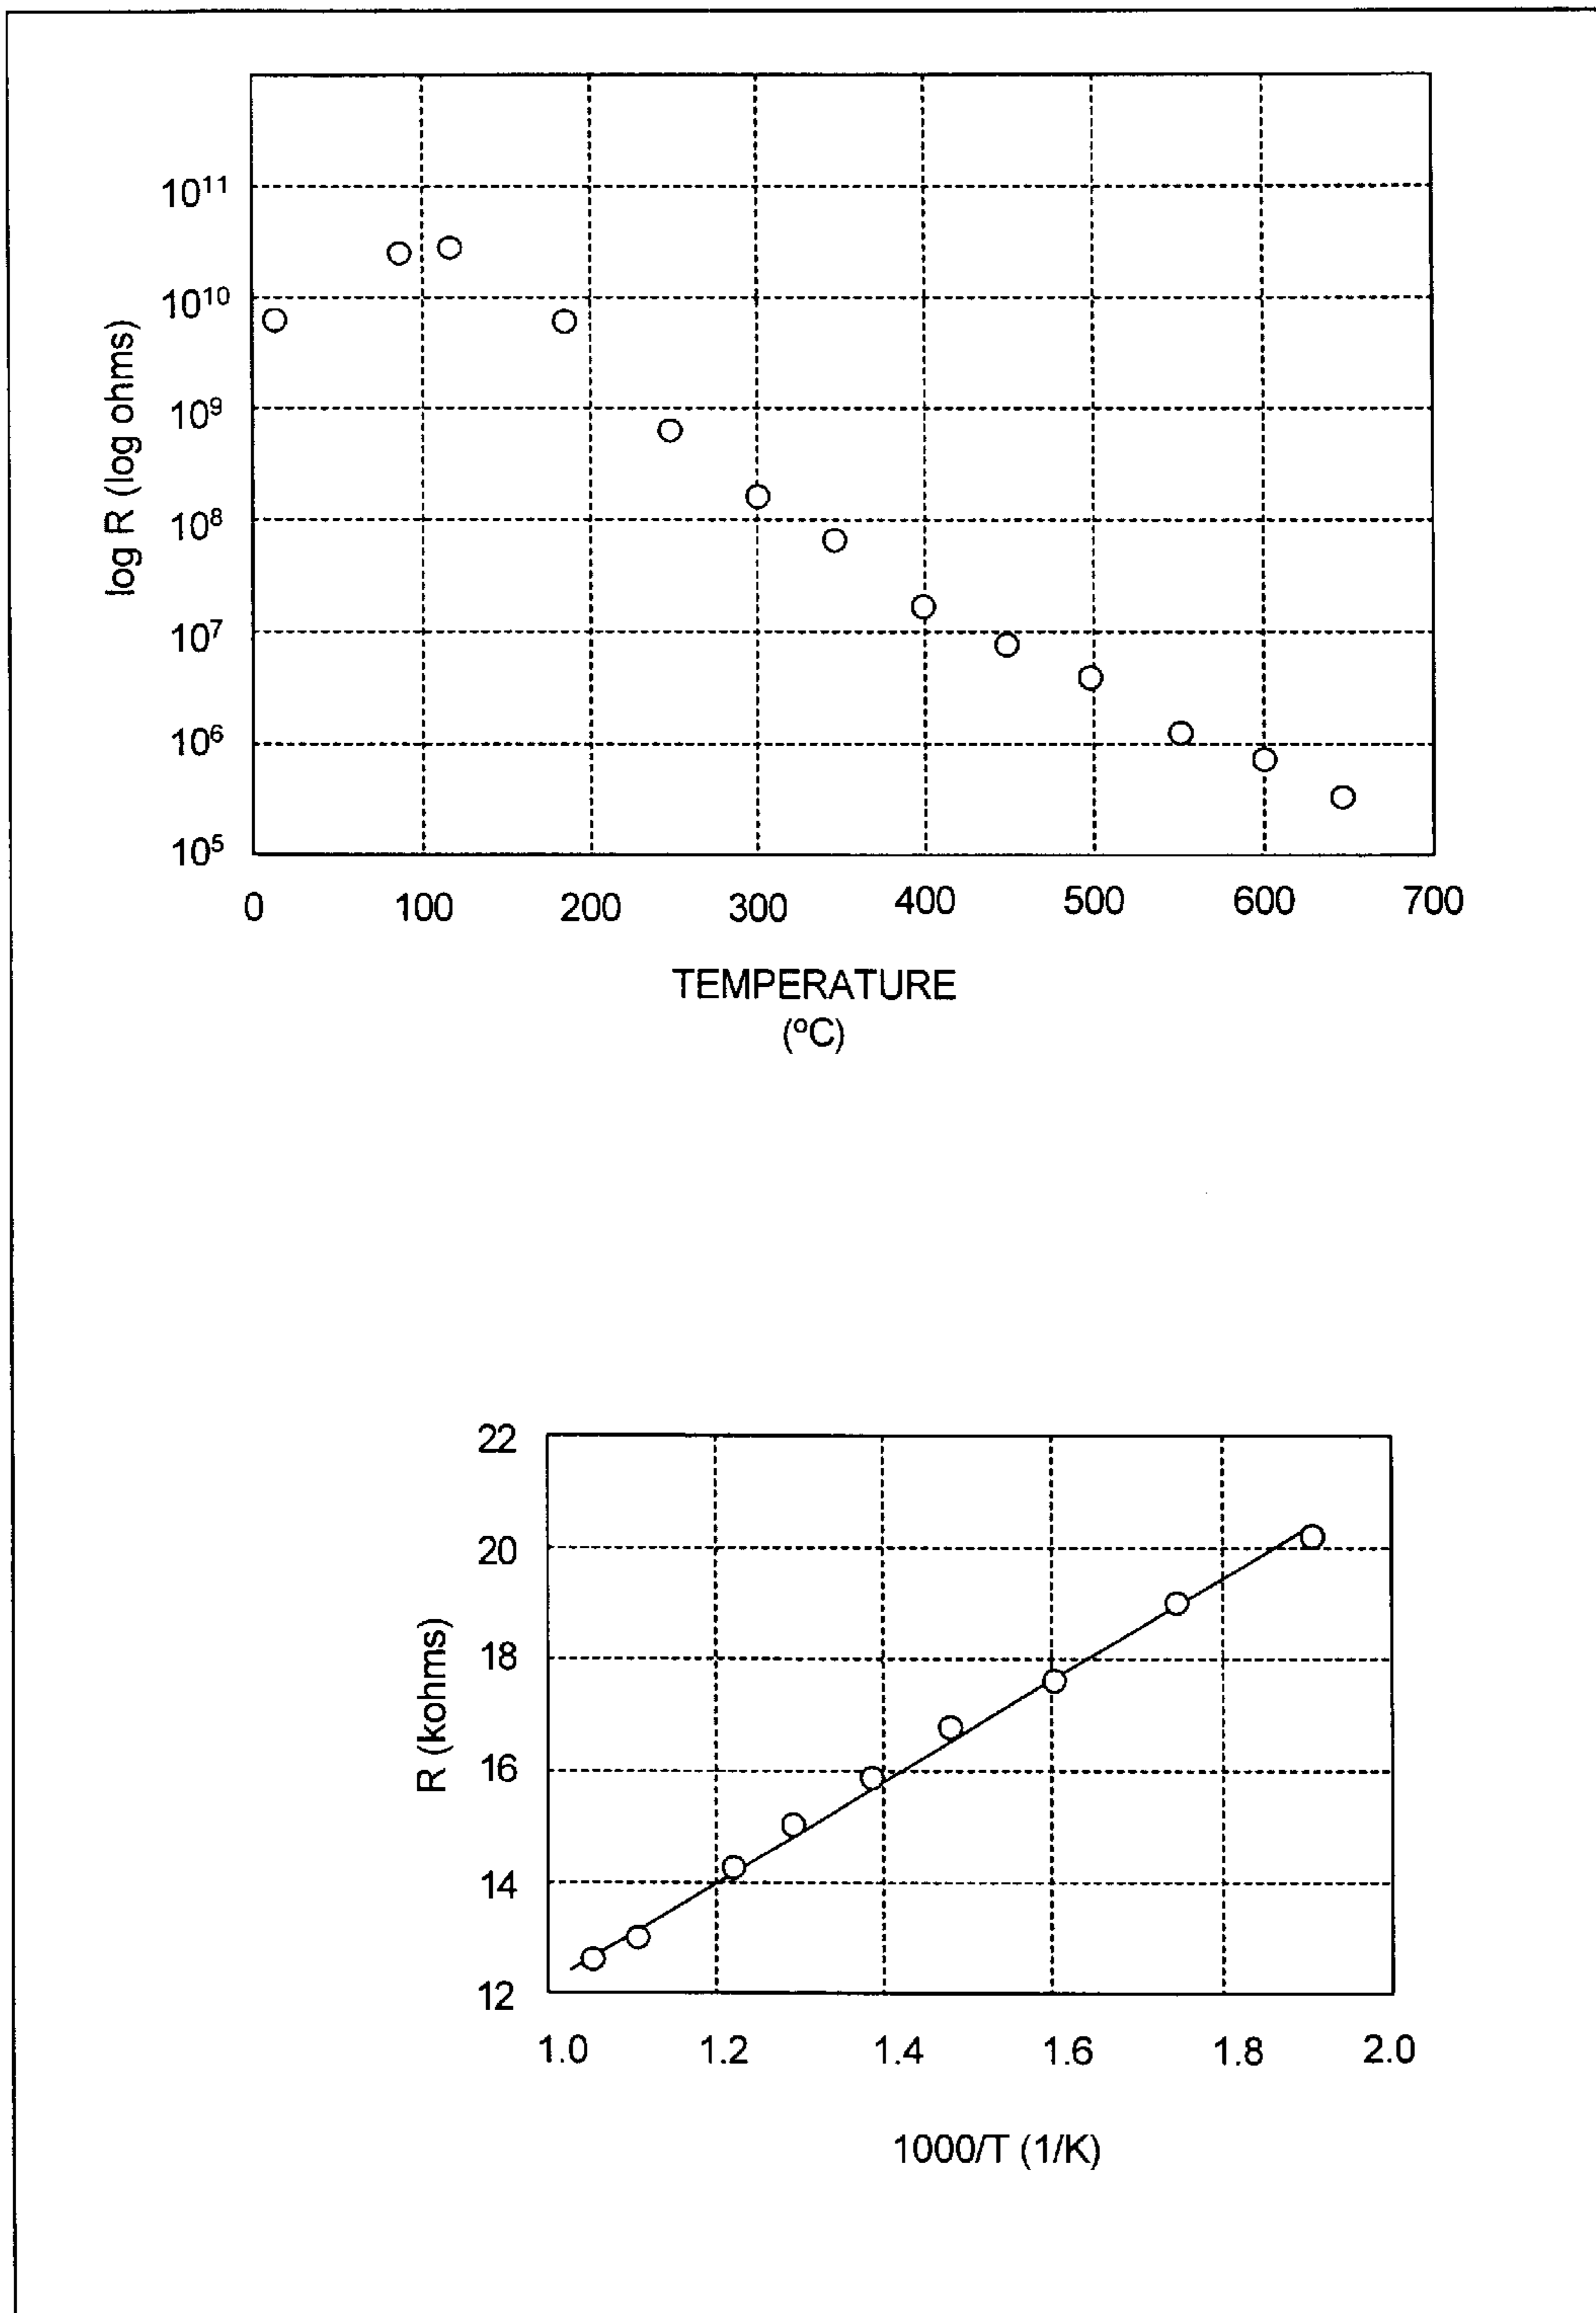 10¹¹
10¹⁰
10⁹
10⁸
10⁷
10⁶
10⁵
log R (log ohms)
0 100 200 300 400 500 600 700
TEMPERATURE
(ºC)
22
20
18
16
14
12
R (kohms)
1.0 1.2 1.4 1.6 1.8 2.0
1000/T (1/K)